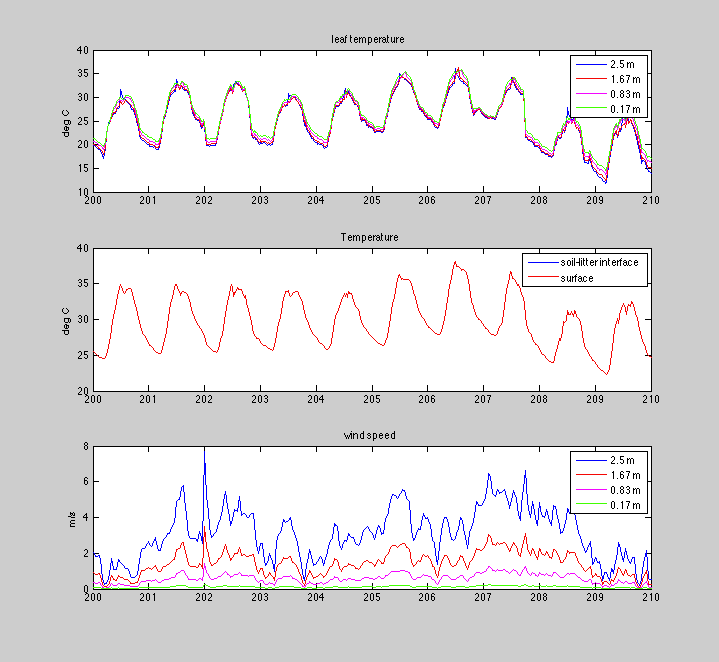 leaf temperature
40
35
30
25
20
15
10
deg C
2.5 m
1.67 m
0.83 m
0.17 m
200 201 202 203 204 205 206 207 208 209 210
Temperature
40
35
30
25
20
deg C
soil-litter interface
surface
200 201 202 203 204 205 206 207 208 209 210
wind speed
8
6
4
2
0
m/s
2.5 m
1.67 m
0.83 m
0.17 m
200 201 202 203 204 205 206 207 208 209 210